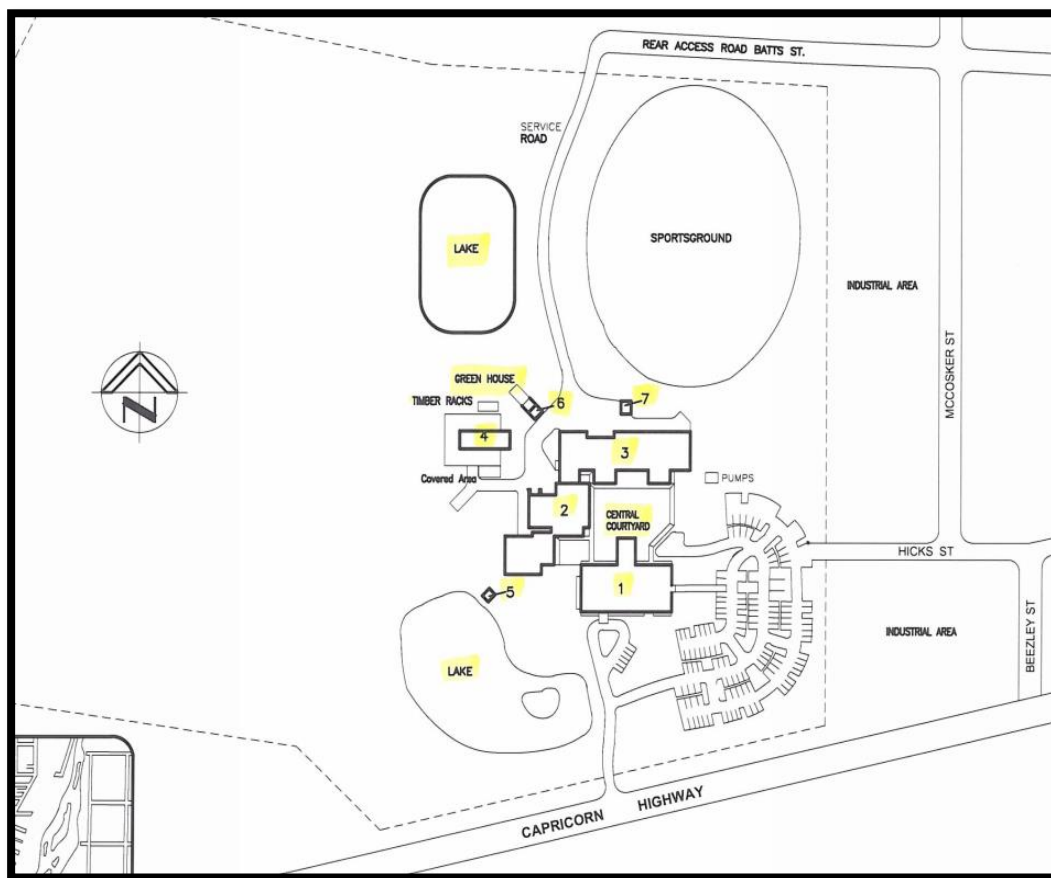 REAR ACCESS ROAD BATTS ST.
SERVICE
ROAD
LAKE
SPORTSGROUND
INDUSTRIAL AREA
MCCOSKER ST
GREEN HOUSE
TIMBER RACKS
6
7
4
3
Covered Area
PUMPS
2
CENTRAL
COURTYARD
HICKS ST
5
1
INDUSTRIAL AREA
BEEZLEY ST
LAKE
CAPRICORN HIGHWAY
N